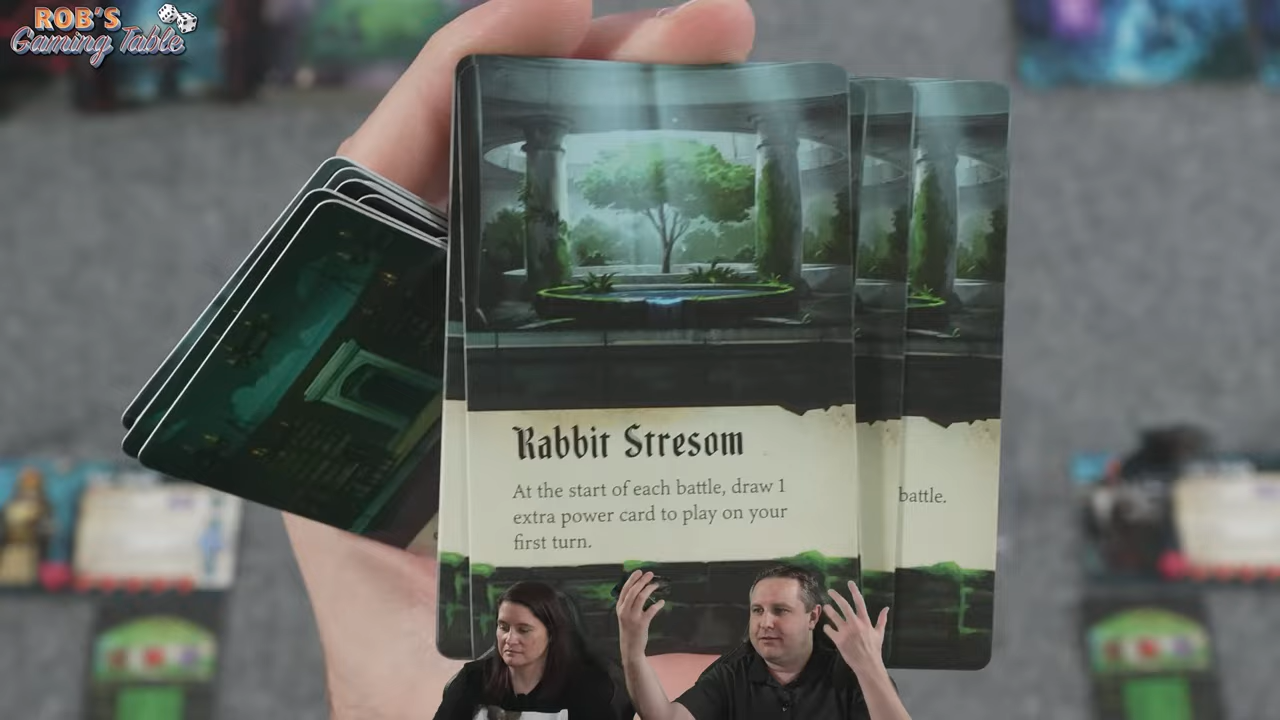 ROB'S
Gaming Table
Rabbit Stresom
At the start of each battle, draw 1
extra power card to play on your
first turn.
battle.